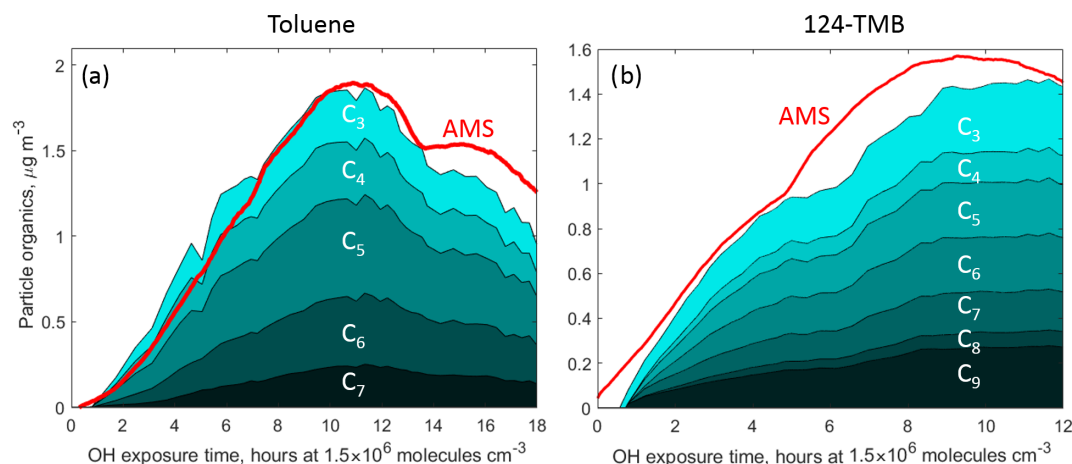 Toluene
124-TMB
(a)
(b)
AMS
AMS
C₃
C₄
C₅
C₆
C₇
C₃
C₄
C₅
C₆
C₇
C₈
C₉
Particle organics, μg m⁻³
0
0.5
1
1.5
2
0
0.2
0.4
0.6
0.8
1
1.2
1.4
1.6
0 2 4 6 8 10 12 14 16 18
0 2 4 6 8 10 12
OH exposure time, hours at 1.5×10⁶ molecules cm⁻³
OH exposure time, hours at 1.5×10⁶ molecules cm⁻³